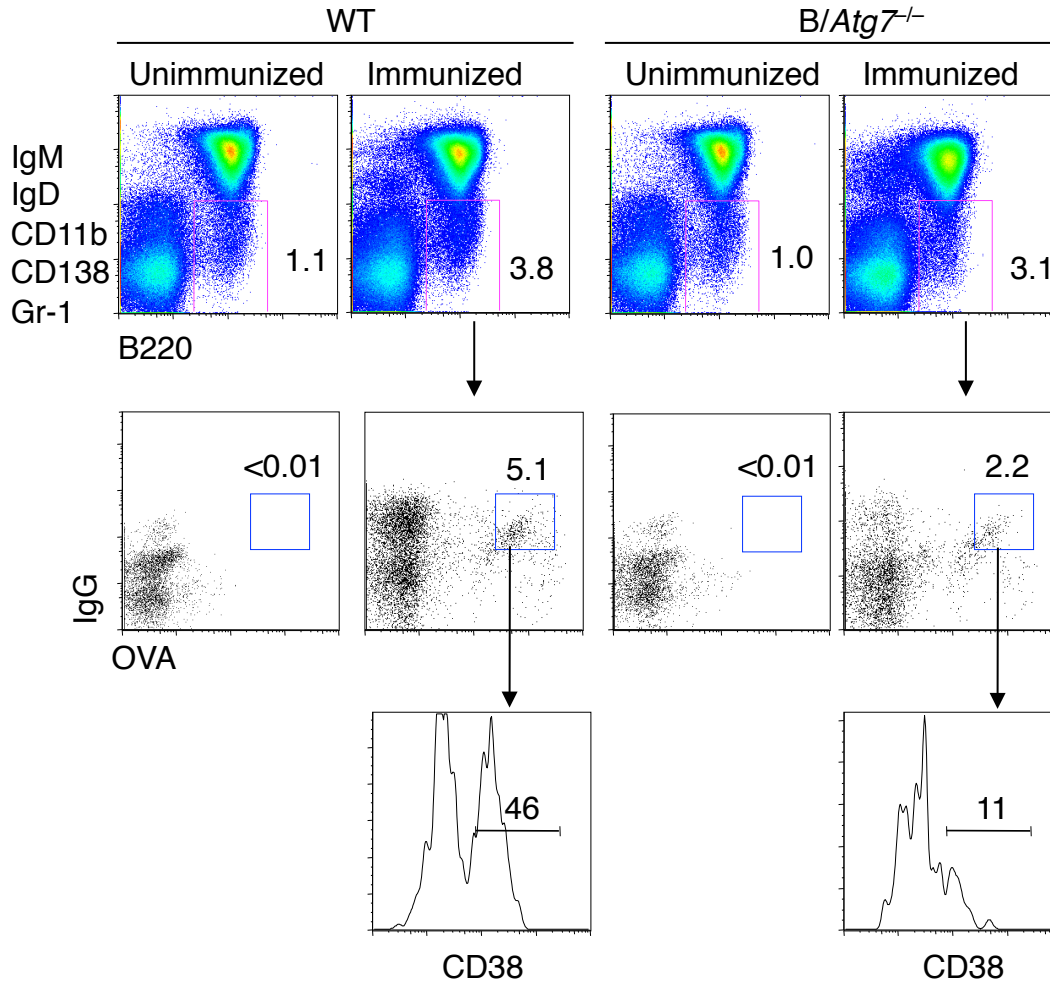 WT B/Atg7–/–
Unimmunized Immunized Unimmunized Immunized
IgM
IgD
CD11b
CD138
Gr-1
1.1 3.8 1.0 3.1
B220
<0.01 5.1 <0.01 2.2
IgG
OVA
46 11
CD38 CD38